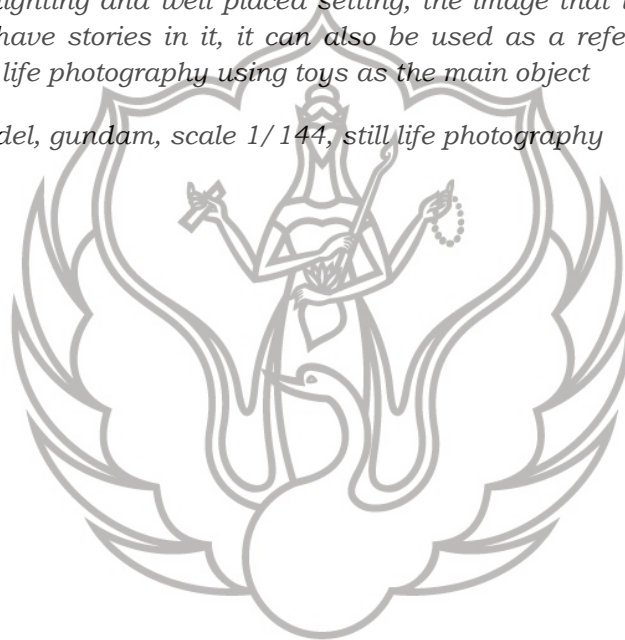 ighting and well placed setting, the image that
have stories in it, it can also be used as a refe
life photography using toys as the main object
del, gundam, scale 1/144, still life photography